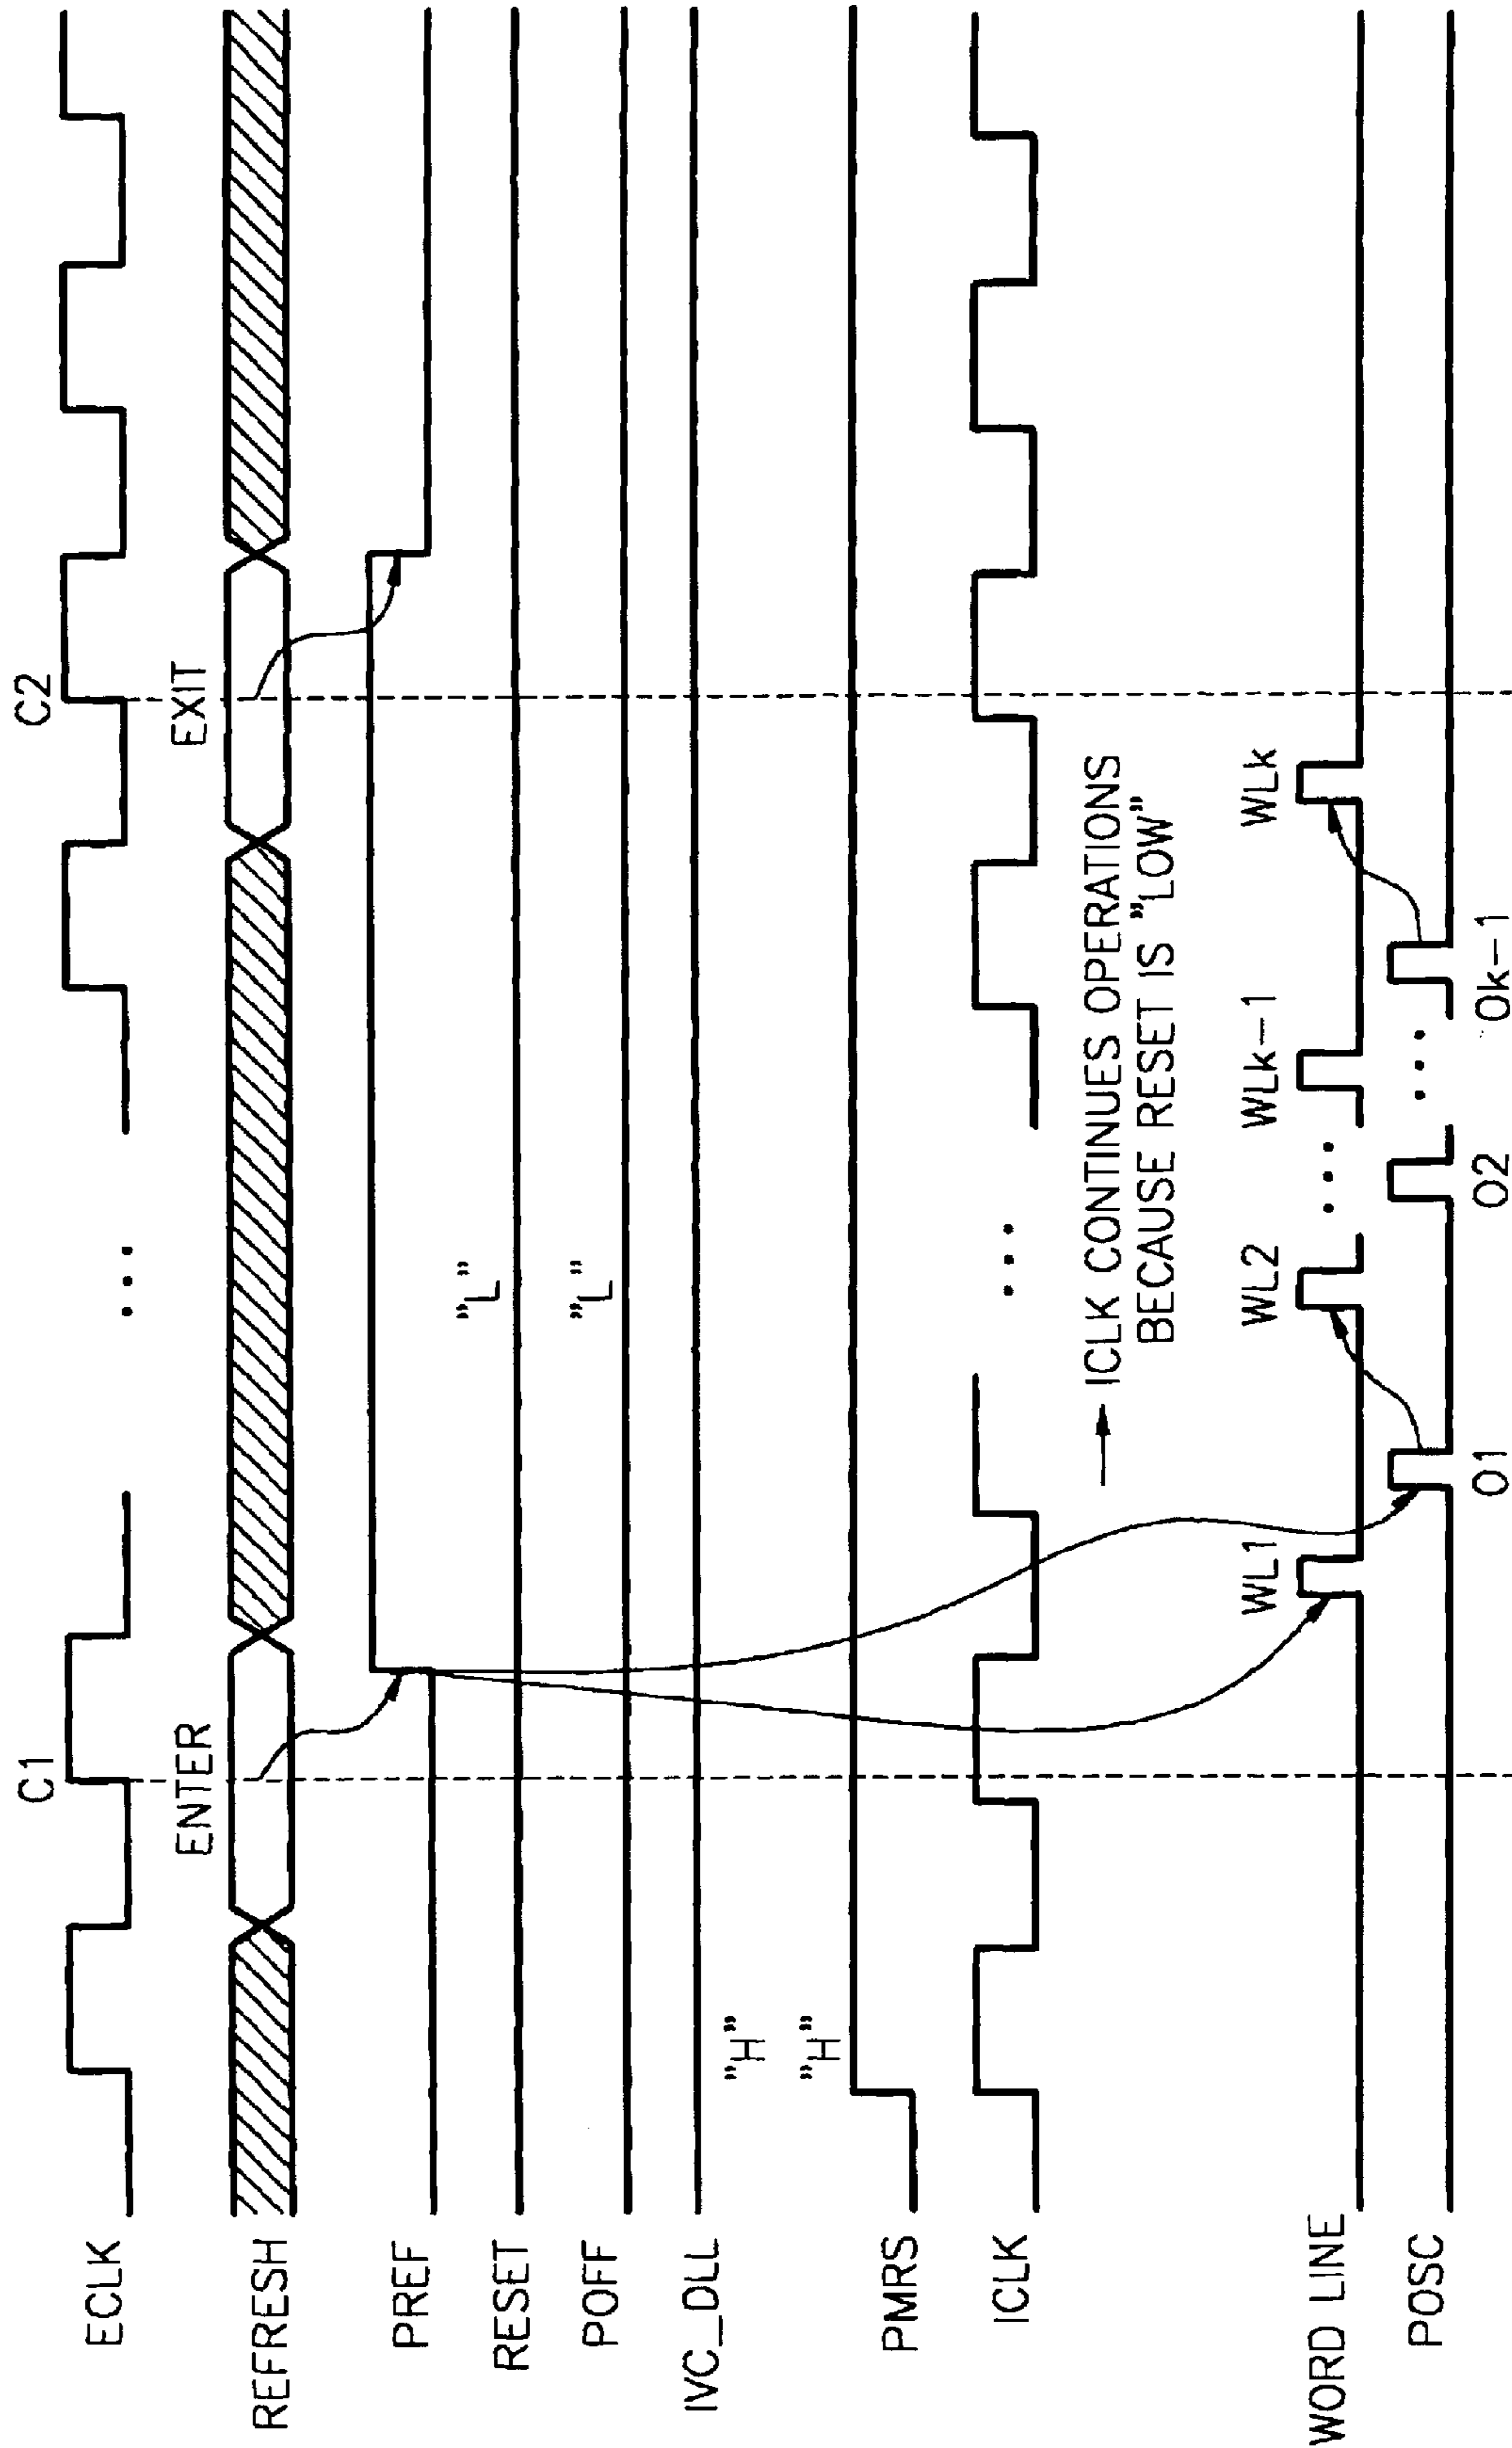 C1
C2
ECLK
ENTER
EXIT
REFRESH
PREF
"L"
RESET
"L"
POFF
IVC_DLL
"H"
"H"
PMRS
ICLK
ICLK CONTINUES OPERATIONS
BECAUSE RESET IS "LOW"
WL1
WL2
WLk-1
WLk
WORD LINE
POSC
O1
O2
Ok-1